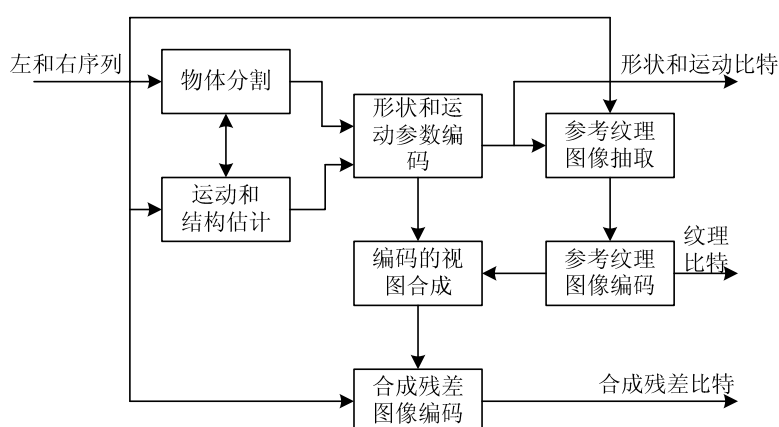 左和右序列
物体分割
形状和运
动参数编
码
形状和运动比特
参考纹理
图像抽取
运动和
结构估计
编码的视
图合成
参考纹理
图像编码
纹理
比特
合成残差
图像编码
合成残差比特